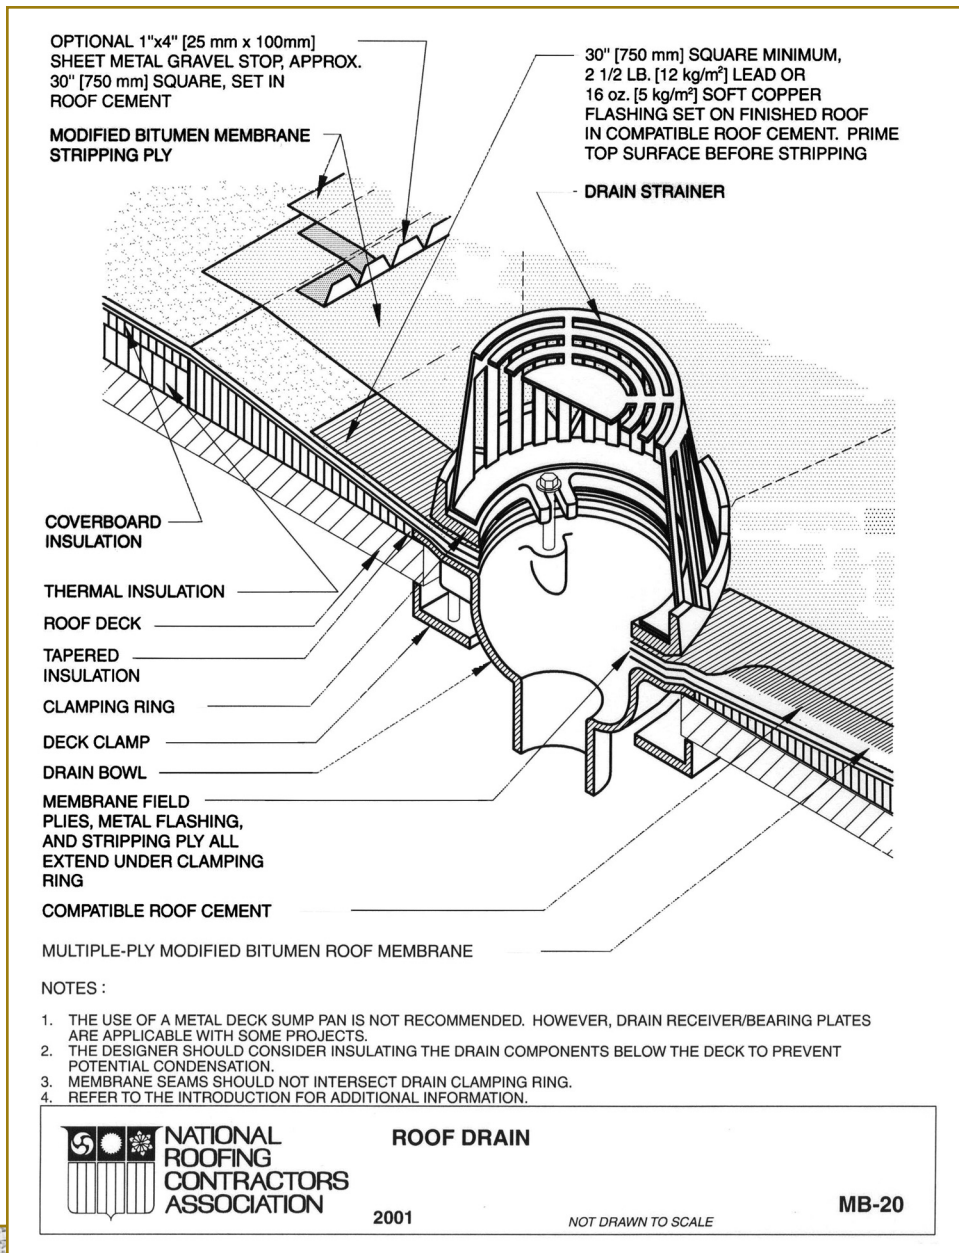 OPTIONAL 1"x4" [25 mm x 100mm]
SHEET METAL GRAVEL STOP, APPROX.
30" [750 mm] SQUARE, SET IN
ROOF CEMENT
MODIFIED BITUMEN MEMBRANE
STRIPPING PLY
30" [750 mm] SQUARE MINIMUM,
2 1/2 LB. [12 kg/m²] LEAD OR
16 oz. [5 kg/m²] SOFT COPPER
FLASHING SET ON FINISHED ROOF
IN COMPATIBLE ROOF CEMENT. PRIME
TOP SURFACE BEFORE STRIPPING
DRAIN STRAINER
COVERBOARD
INSULATION
THERMAL INSULATION
ROOF DECK
TAPERED
INSULATION
CLAMPING RING
DECK CLAMP
DRAIN BOWL
MEMBRANE FIELD
PLIES, METAL FLASHING,
AND STRIPPING PLY ALL
EXTEND UNDER CLAMPING
RING
COMPATIBLE ROOF CEMENT
MULTIPLE-PLY MODIFIED BITUMEN ROOF MEMBRANE
NOTES :
1. THE USE OF A METAL DECK SUMP PAN IS NOT RECOMMENDED. HOWEVER, DRAIN RECEIVER/BEARING PLATES
ARE APPLICABLE WITH SOME PROJECTS.
2. THE DESIGNER SHOULD CONSIDER INSULATING THE DRAIN COMPONENTS BELOW THE DECK TO PREVENT
POTENTIAL CONDENSATION.
3. MEMBRANE SEAMS SHOULD NOT INTERSECT DRAIN CLAMPING RING.
4. REFER TO THE INTRODUCTION FOR ADDITIONAL INFORMATION.
NATIONAL
ROOFING
CONTRACTORS
ASSOCIATION
ROOF DRAIN
2001
NOT DRAWN TO SCALE
MB-20